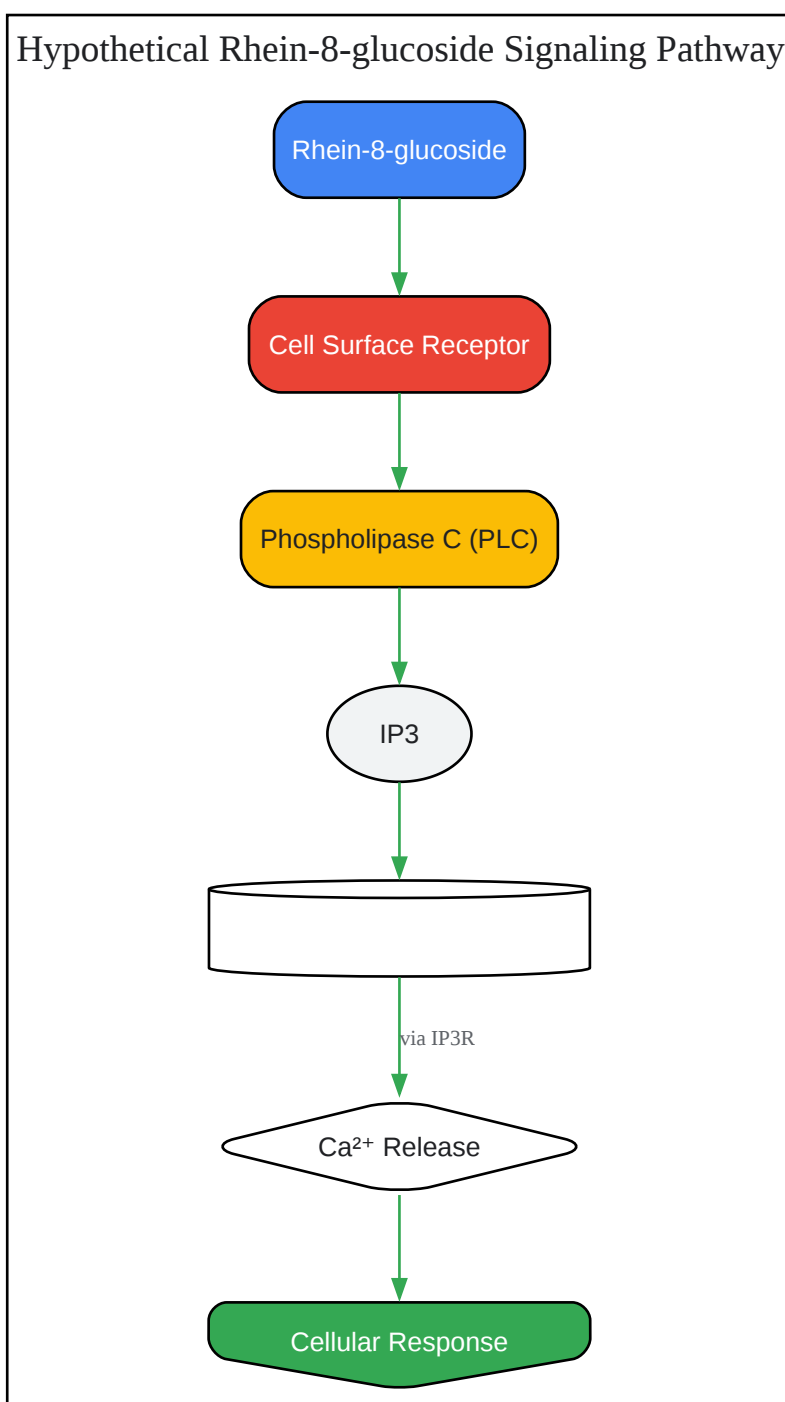 Hypothetical Rhein-8-glucoside Signaling Pathway
Rhein-8-glucoside
Cell Surface Receptor
Phospholipase C (PLC)
IP3
via IP3R
Ca²⁺ Release
Cellular Response